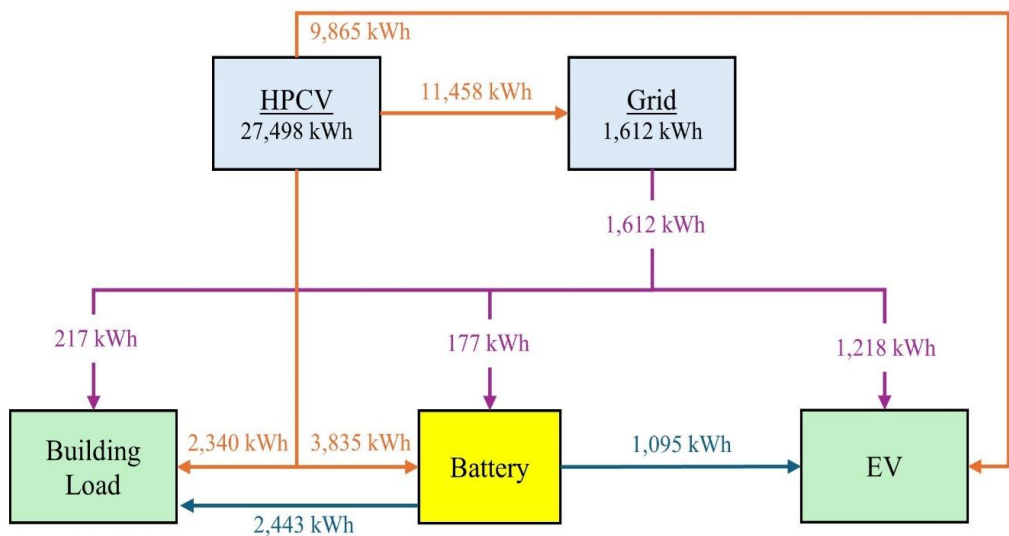 9,865 kWh
HPCV
27,498 kWh
11,458 kWh
Grid
1,612 kWh
1,612 kWh
217 kWh
177 kWh
1,218 kWh
Building
Load
2,340 kWh
3,835 kWh
Battery
1,095 kWh
EV
2,443 kWh